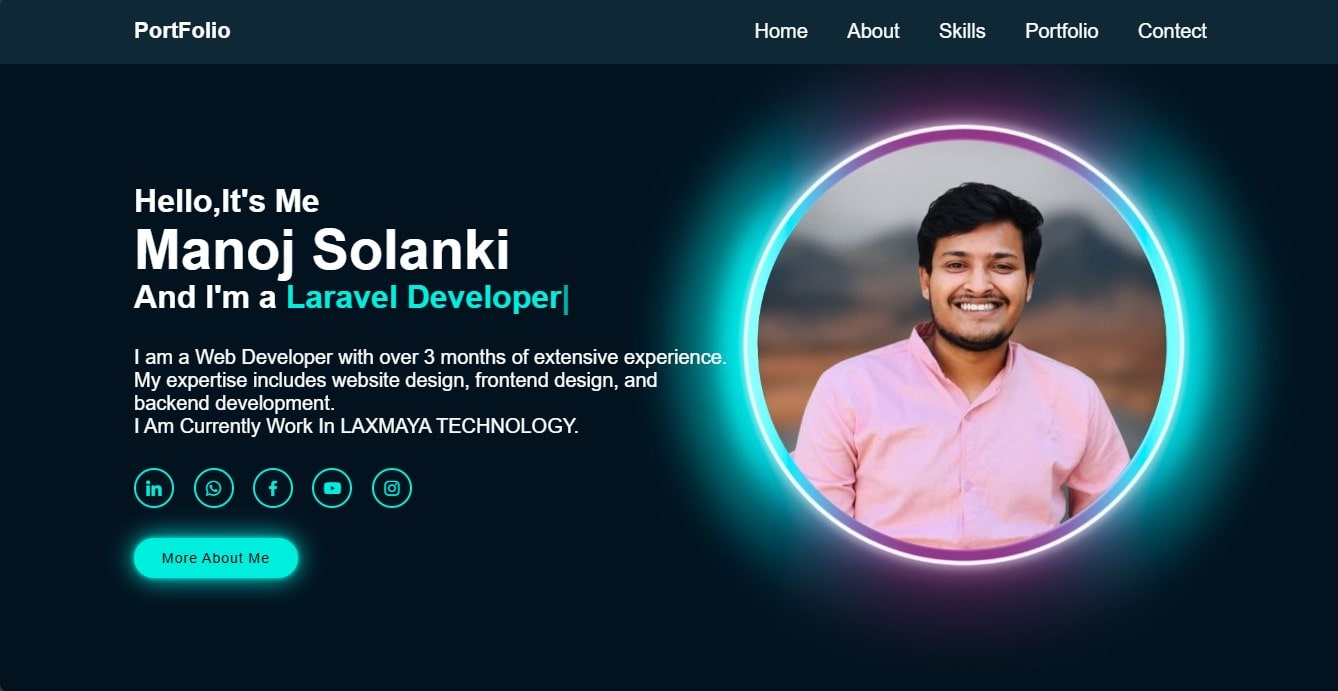 PortFolio
Home About Skills Portfolio Contect
Hello,It's Me
Manoj Solanki
And I'm a Laravel Developer|
I am a Web Developer with over 3 months of extensive experience.
My expertise includes website design, frontend design, and
backend development.
I Am Currently Work In LAXMAYA TECHNOLOGY.
in
f
More About Me